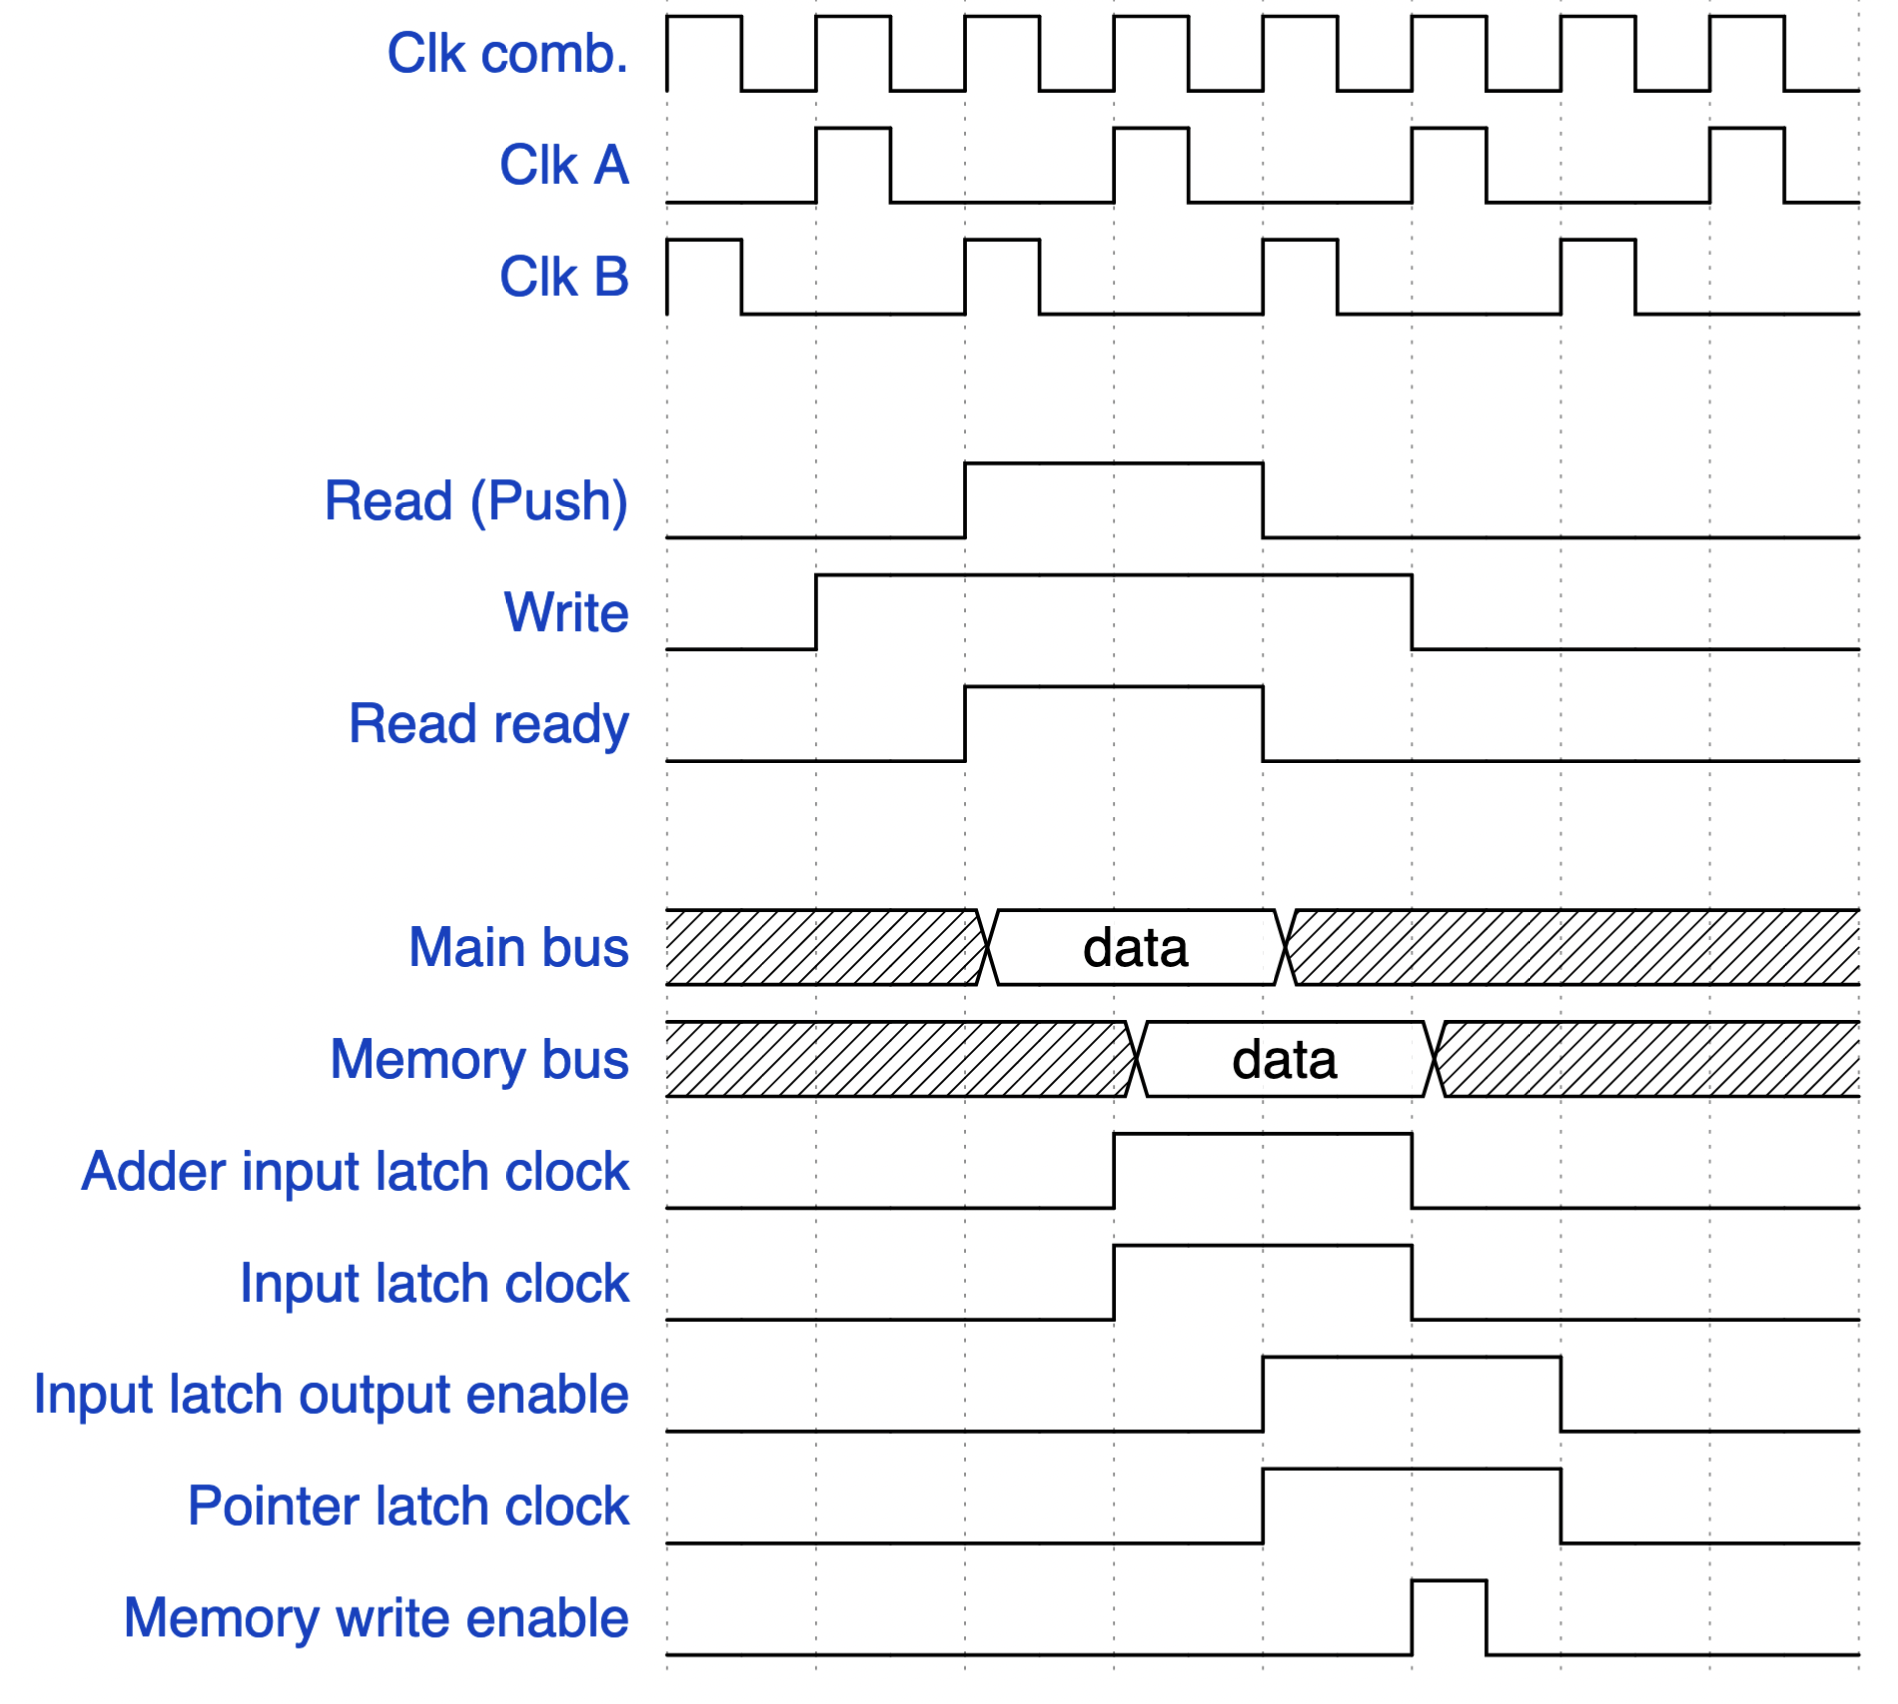 Clk comb.
Clk A
Clk B
Read (Push)
Write
Read ready
Main bus data
Memory bus data
Adder input latch clock
Input latch clock
Input latch output enable
Pointer latch clock
Memory write enable